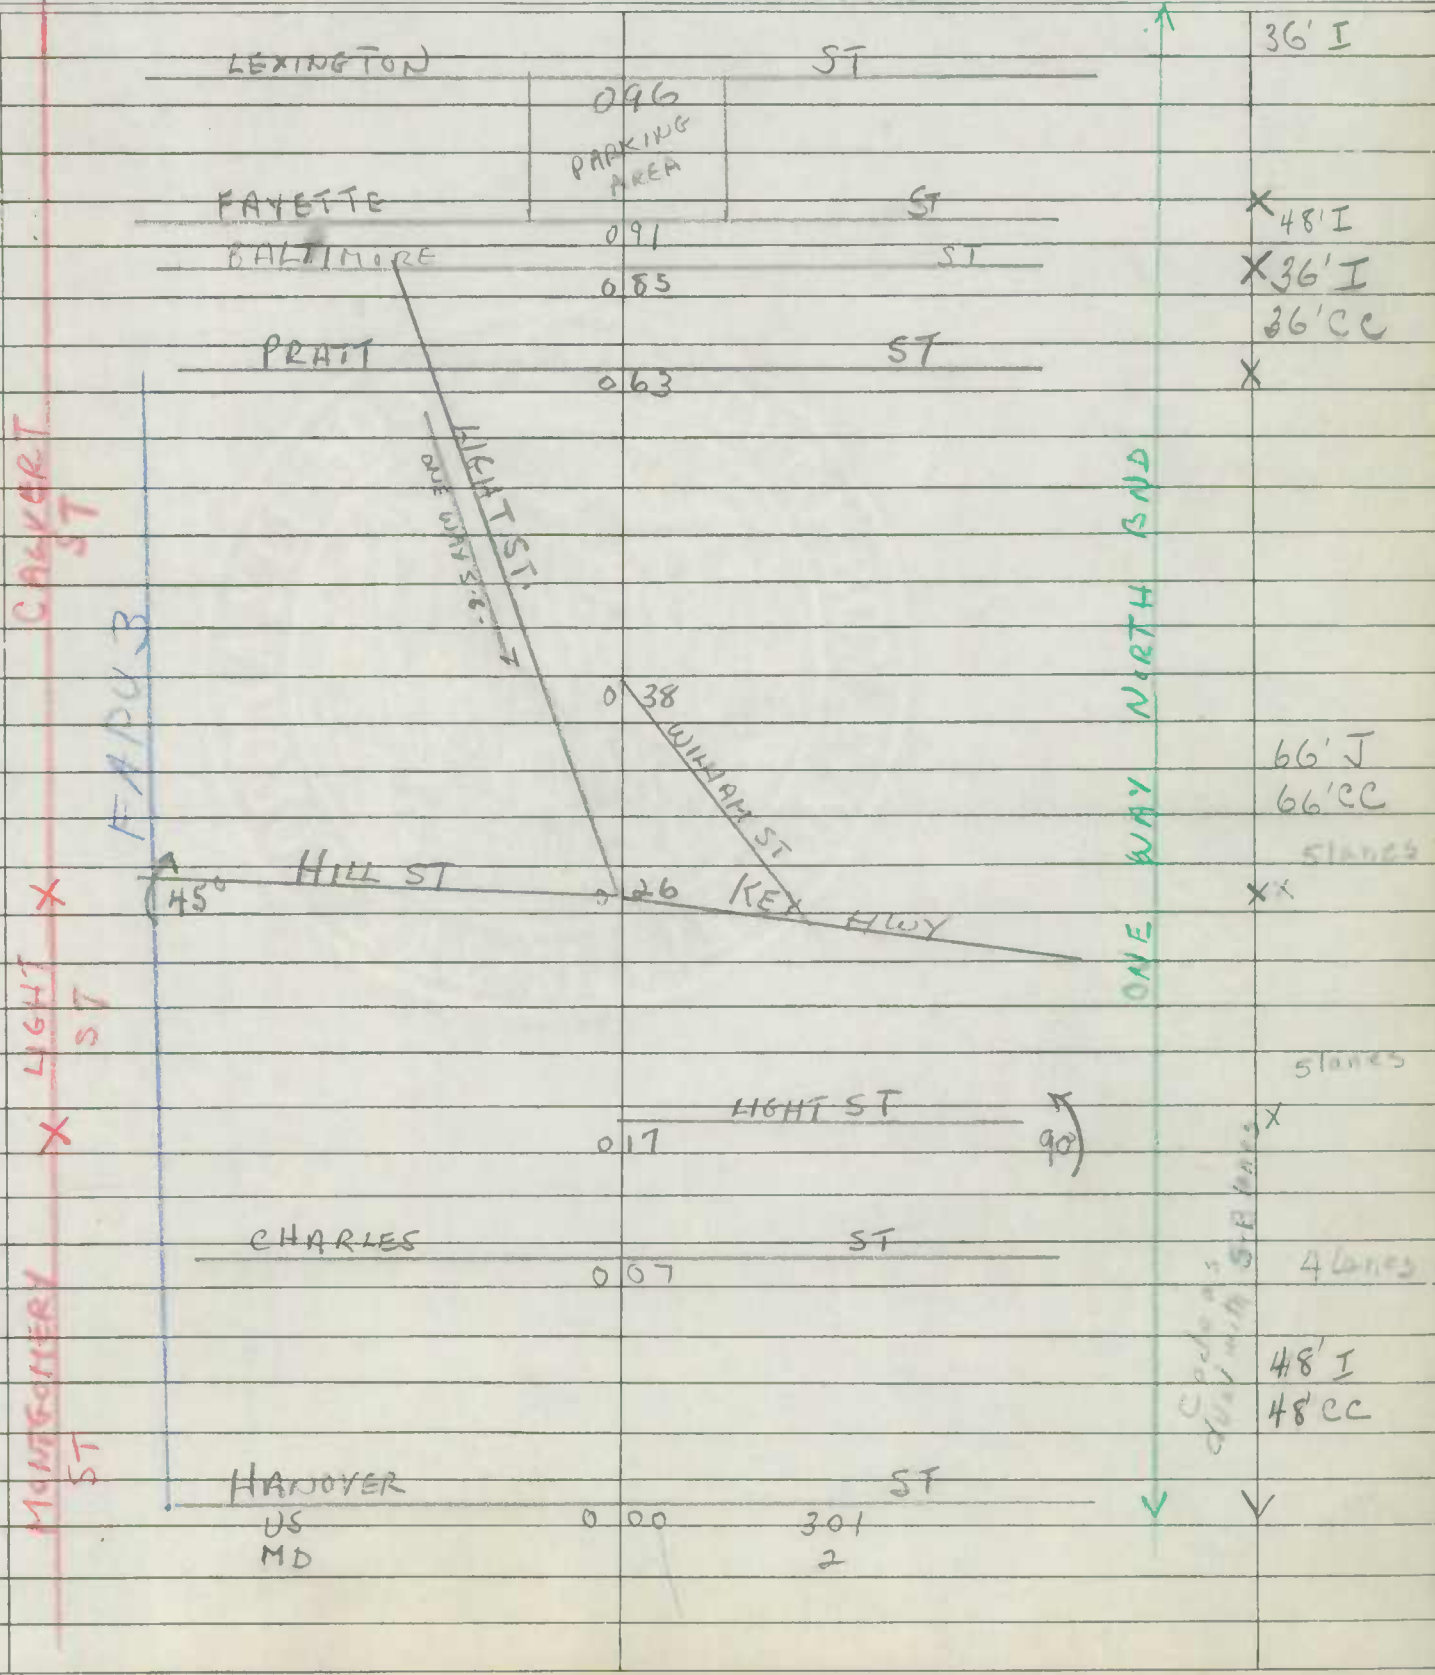 36' I
LEXINGTON ST
0 96
PARKING
AREA
FAYETTE ST
48' I
0 91
BALTIMORE ST
36' I
0 85
36' CC
PRATT ST
0 63
CALVERT
ST
LIGHT ST.
ONE WAY S.B.
ONE WAY NORTH BND
0 38
WILLIAM ST
66' J
66' CC
5 lanes
HILL ST
45°
26
KEY HWY
LIGHT
ST
5 lanes
LIGHT ST
0 17
90°
CHARLES ST
0 07
4 lanes
dual with S.B lanes
MONTGOMERY
ST
48' I
48' CC
HANOVER ST
US 0 00 301
MD 2